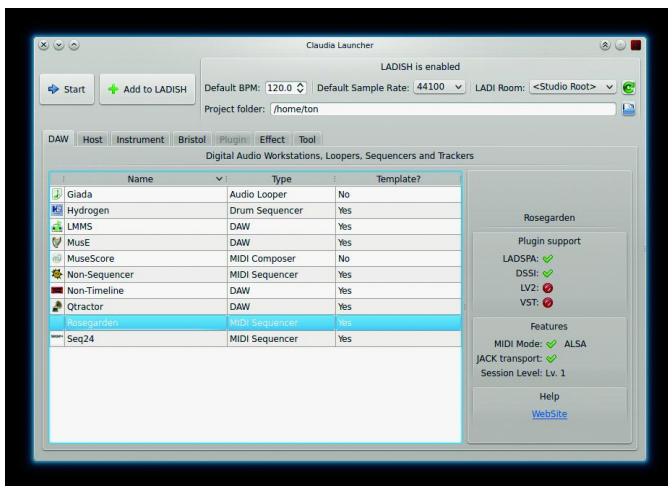 Claudia Launcher
LADISH is enabled
Start
Add to LADISH
Default BPM: 120.0 Default Sample Rate: 44100 LADI Room: <Studio Root>
Project folder: /home/ton
DAW Host Instrument Bristol Plugin Effect Tool
Digital Audio Workstations, Loopers, Sequencers and Trackers
Name Type Template?
Giada Audio Looper No
Hydrogen Drum Sequencer Yes
LMMS DAW Yes
MusE DAW Yes
MuseScore MIDI Composer No
Non-Sequencer MIDI Sequencer Yes
Non-Timeline DAW Yes
Qtractor DAW Yes
Rosegarden MIDI Sequencer Yes
Seq24 MIDI Sequencer Yes
Rosegarden
Plugin support
LADSPA:
DSSI:
LV2:
VST:
Features
MIDI Mode: ALSA
JACK transport:
Session Level: Lv. 1
Help
WebSite